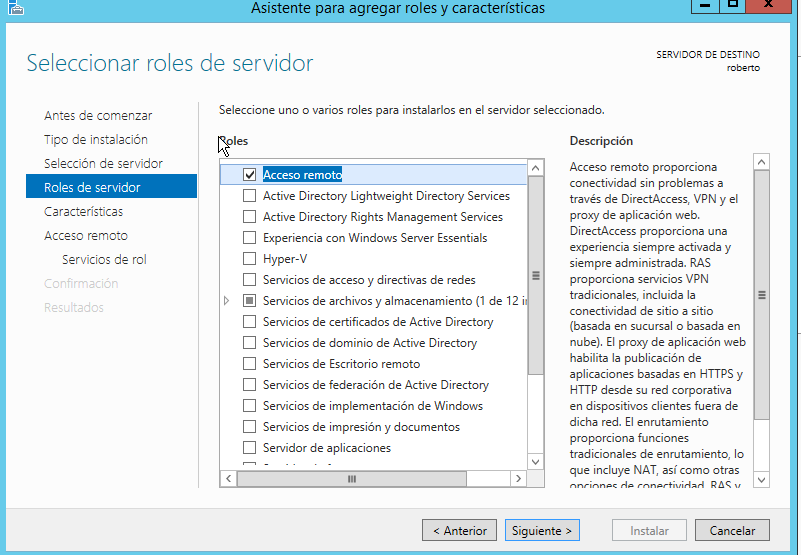 Asistente para agregar roles y características
Seleccionar roles de servidor
SERVIDOR DE DESTINO
roberto
Antes de comenzar
Tipo de instalación
Selección de servidor
Roles de servidor
Características
Acceso remoto
Servicios de rol
Confirmación
Resultados
Seleccione uno o varios roles para instalarlos en el servidor seleccionado.
Roles
Acceso remoto
Active Directory Lightweight Directory Services
Active Directory Rights Management Services
Experiencia con Windows Server Essentials
Hyper-V
Servicios de acceso y directivas de redes
Servicios de archivos y almacenamiento (1 de 12 in
Servicios de certificados de Active Directory
Servicios de dominio de Active Directory
Servicios de Escritorio remoto
Servicios de federación de Active Directory
Servicios de implementación de Windows
Servicios de impresión y documentos
Servidor de aplicaciones
Descripción
Acceso remoto proporciona
conectividad sin problemas a
través de DirectAccess, VPN y el
proxy de aplicación web.
DirectAccess proporciona una
experiencia siempre activada y
siempre administrada. RAS
proporciona servicios VPN
tradicionales, incluida la
conectividad de sitio a sitio
(basada en sucursal o basada en
nube). El proxy de aplicación web
habilita la publicación de
aplicaciones basadas en HTTPS y
HTTP desde su red corporativa
en dispositivos clientes fuera de
dicha red. El enrutamiento
proporciona funciones
tradicionales de enrutamiento, lo
que incluye NAT, así como otras
opciones de conectividad. RAS y
< Anterior
Siguiente >
Instalar
Cancelar